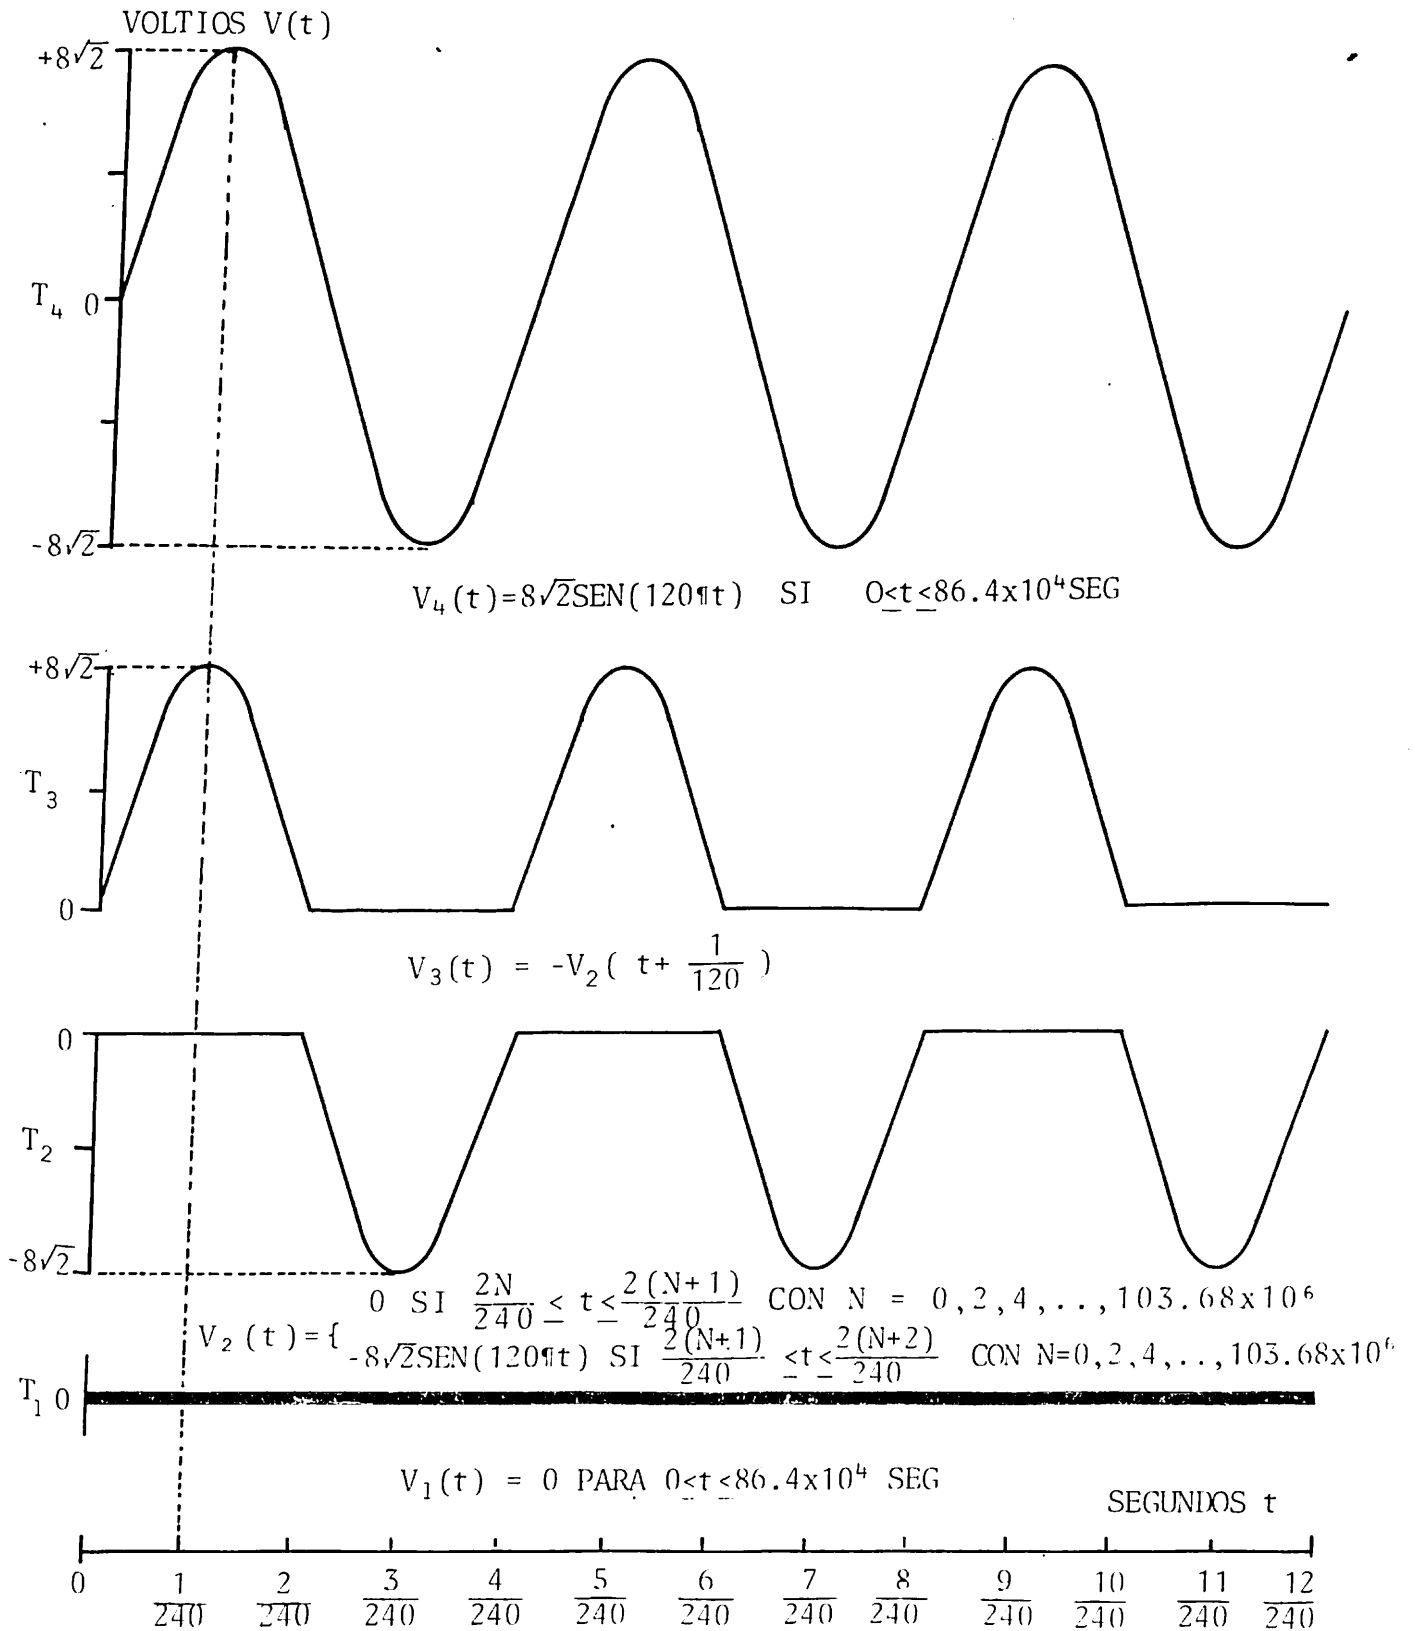 VOLTIOS V(t)
+8√2
T₄ 0
-8√2
V₄(t)=8√2SEN(120¶t) SI 0≤t≤86.4x10⁴SEG
+8√2
T₃
0
V₃(t) = -V₂( t+ 1/120 )
0
T₂
-8√2
0 SI 2N/240 ≤ t ≤ 2(N+1)/240 CON N = 0,2,4,..,103.68x10⁶
V₂(t)={
-8√2SEN(120¶t) SI 2(N+1)/240 ≤t≤ 2(N+2)/240 CON N=0,2,4,..,103.68x10⁶
T₁ 0
V₁(t) = 0 PARA 0≤t≤86.4x10⁴ SEG
SEGUNDOS t
0 1/240 2/240 3/240 4/240 5/240 6/240 7/240 8/240 9/240 10/240 11/240 12/240